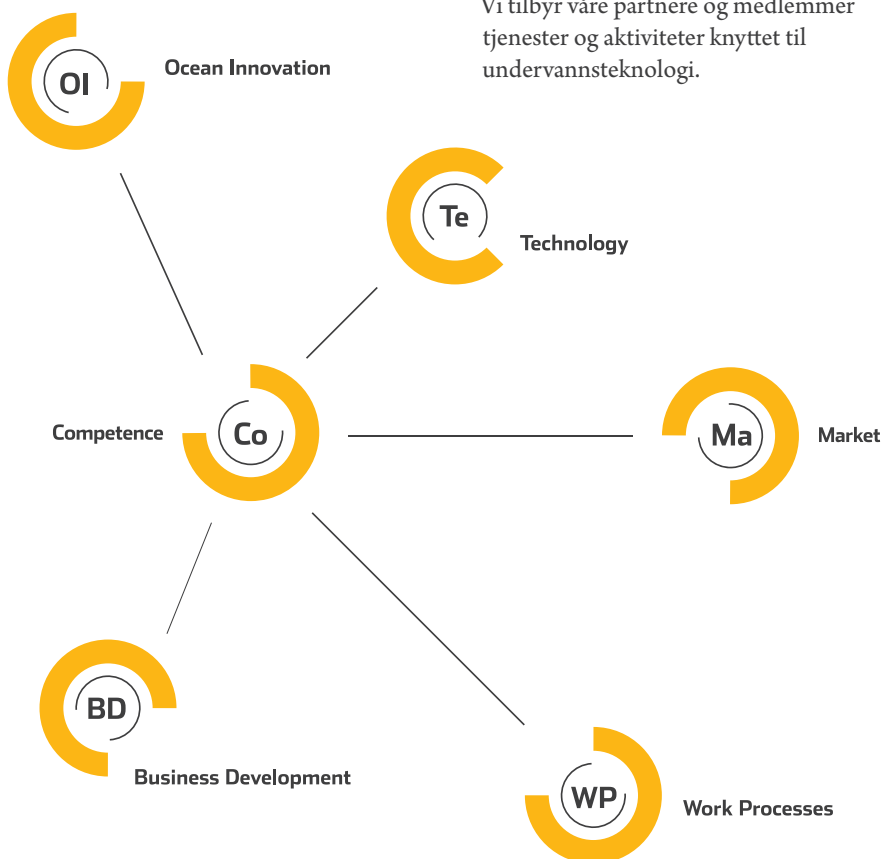 Vi tilbyr våre partnere og medlemmer
tjenester og aktiviteter knyttet til
undervannsteknologi.
OI
Ocean Innovation
Te
Technology
Competence
Co
Ma
Market
BD
Business Development
WP
Work Processes